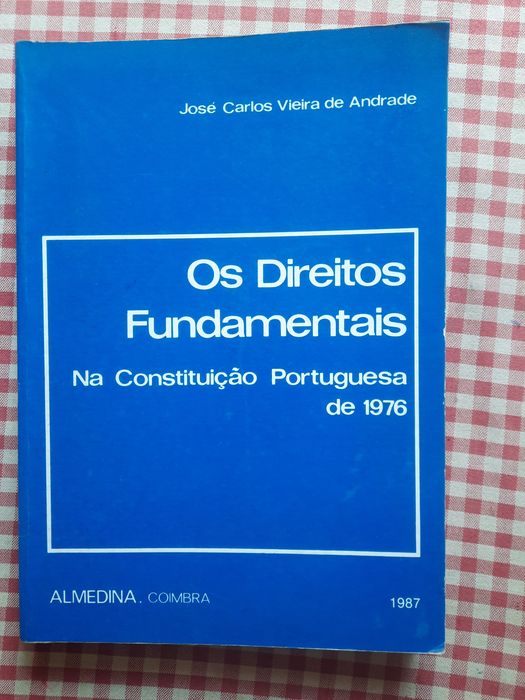 José Carlos Vieira de Andrade
Os Direitos
Fundamentais
Na Constituição Portuguesa
de 1976
ALMEDINA. COIMBRA
1987